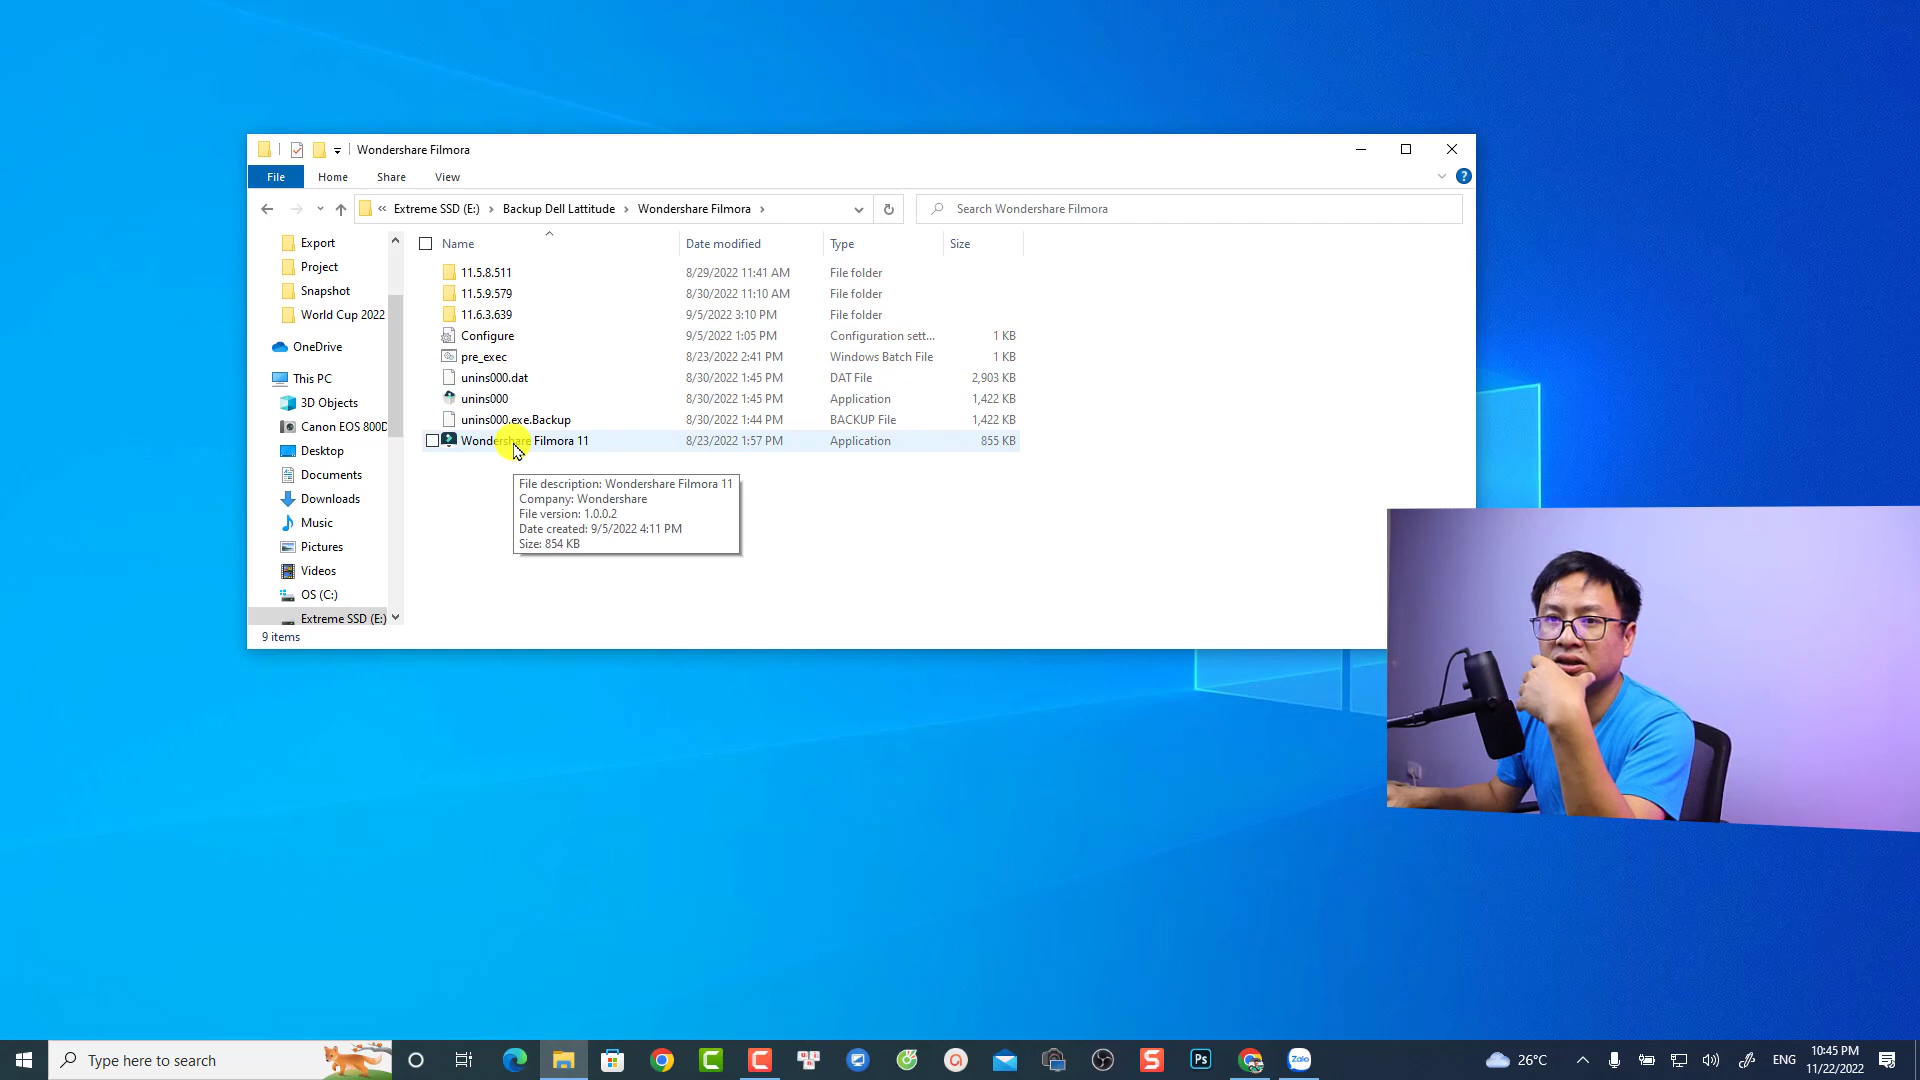 Wondershare Filmora
File Home Share View
« Extreme SSD (E:) › Backup Dell Lattitude › Wondershare Filmora ›
Search Wondershare Filmora
Export
Project
Snapshot
World Cup 2022
OneDrive
This PC
3D Objects
Canon EOS 800D
Desktop
Documents
Downloads
Music
Pictures
Videos
OS (C:)
Extreme SSD (E:)
Name Date modified Type Size
11.5.8.511 8/29/2022 11:41 AM File folder
11.5.9.579 8/30/2022 11:10 AM File folder
11.6.3.639 9/5/2022 3:10 PM File folder
Configure 9/5/2022 1:05 PM Configuration sett... 1 KB
pre_exec 8/23/2022 2:41 PM Windows Batch File 1 KB
unins000.dat 8/30/2022 1:45 PM DAT File 2,903 KB
unins000 8/30/2022 1:45 PM Application 1,422 KB
unins000.exe.Backup 8/30/2022 1:44 PM BACKUP File 1,422 KB
Wondershare Filmora 11 8/23/2022 1:57 PM Application 855 KB
File description: Wondershare Filmora 11
Company: Wondershare
File version: 1.0.0.2
Date created: 9/5/2022 4:11 PM
Size: 854 KB
9 items
Type here to search
Ps
Zalo
26°C
ENG
10:45 PM
11/22/2022